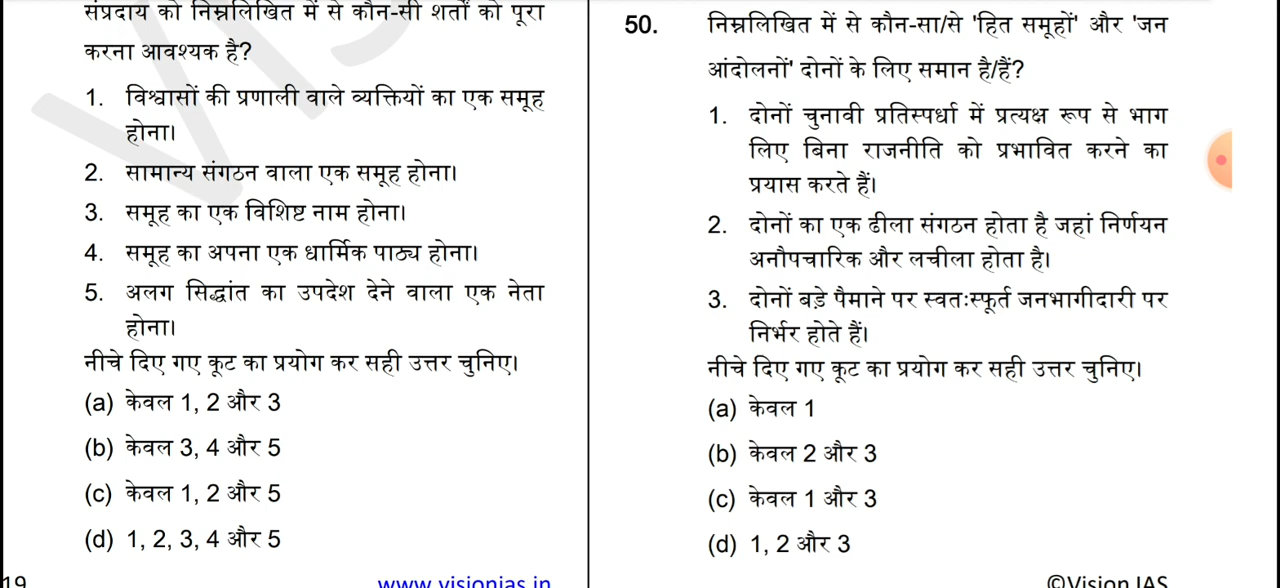 संप्रदाय को निम्नलिखित में से कौन-सी शर्तों को पूरा
करना आवश्यक है?
1. विश्वासों की प्रणाली वाले व्यक्तियों का एक समूह
होना।
2. सामान्य संगठन वाला एक समूह होना।
3. समूह का एक विशिष्ट नाम होना।
4. समूह का अपना एक धार्मिक पाठ्य होना।
5. अलग सिद्धांत का उपदेश देने वाला एक नेता
होना।
नीचे दिए गए कूट का प्रयोग कर सही उत्तर चुनिए।
(a) केवल 1, 2 और 3
(b) केवल 3, 4 और 5
(c) केवल 1, 2 और 5
(d) 1, 2, 3, 4 और 5
19
www.visionias.in
50. निम्नलिखित में से कौन-सा/से 'हित समूहों' और 'जन
आंदोलनों' दोनों के लिए समान है/हैं?
1. दोनों चुनावी प्रतिस्पर्धा में प्रत्यक्ष रूप से भाग
लिए बिना राजनीति को प्रभावित करने का
प्रयास करते हैं।
2. दोनों का एक ढीला संगठन होता है जहां निर्णयन
अनौपचारिक और लचीला होता है।
3. दोनों बड़े पैमाने पर स्वतःस्फूर्त जनभागीदारी पर
निर्भर होते हैं।
नीचे दिए गए कूट का प्रयोग कर सही उत्तर चुनिए।
(a) केवल 1
(b) केवल 2 और 3
(c) केवल 1 और 3
(d) 1, 2 और 3
©Vision IAS